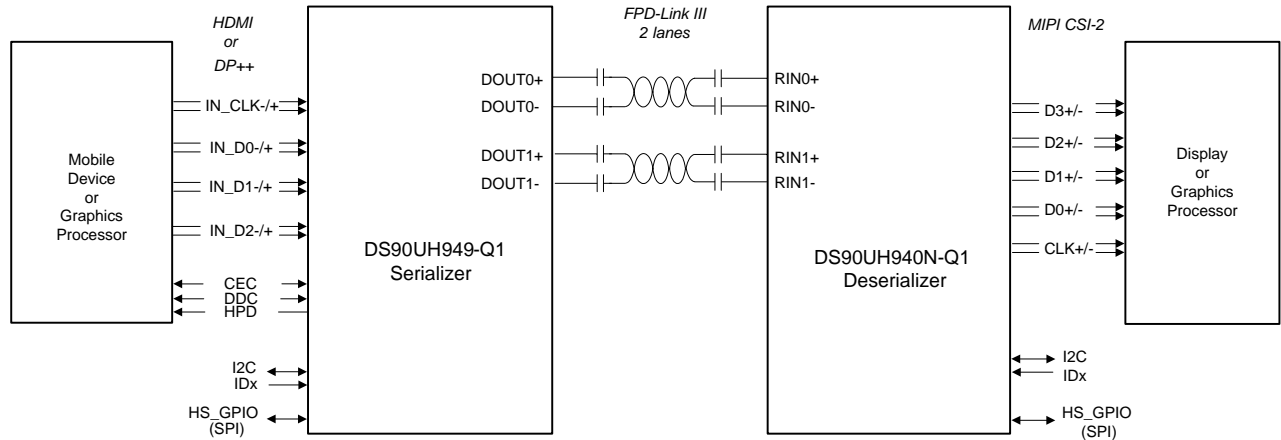 HDMI
or
DP++
FPD-Link III
2 lanes
MIPI CSI-2
Mobile
Device
or
Graphics
Processor
IN_CLK-/+
IN_D0-/+
IN_D1-/+
IN_D2-/+
CEC
DDC
HPD
I2C
IDx
HS_GPIO
(SPI)
DS90UH949-Q1
Serializer
DOUT0+
DOUT0-
DOUT1+
DOUT1-
RIN0+
RIN0-
RIN1+
RIN1-
DS90UH940N-Q1
Deserializer
D3+/-
D2+/-
D1+/-
D0+/-
CLK+/-
I2C
IDx
HS_GPIO
(SPI)
Display
or
Graphics
Processor